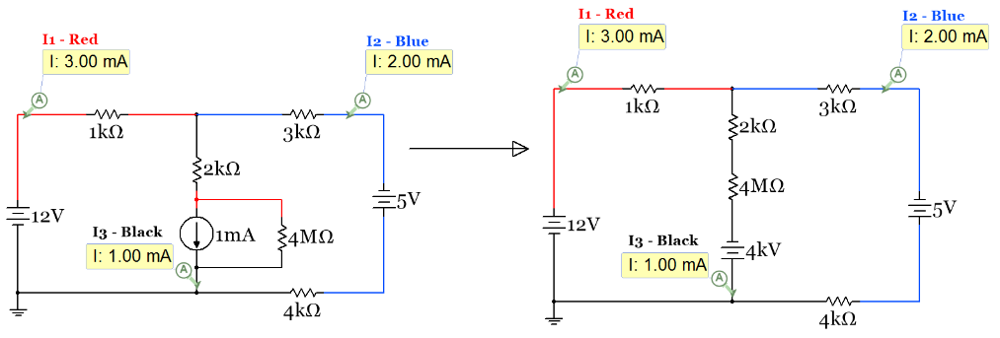 I1 - Red
I: 3.00 mA
I2 - Blue
I: 2.00 mA
A
A
1kΩ
3kΩ
2kΩ
12V
5V
I3 - Black
I: 1.00 mA
1mA
4MΩ
A
4kΩ
I1 - Red
I: 3.00 mA
I2 - Blue
I: 2.00 mA
A
A
1kΩ
3kΩ
2kΩ
4MΩ
12V
5V
I3 - Black
I: 1.00 mA
4kV
A
4kΩ